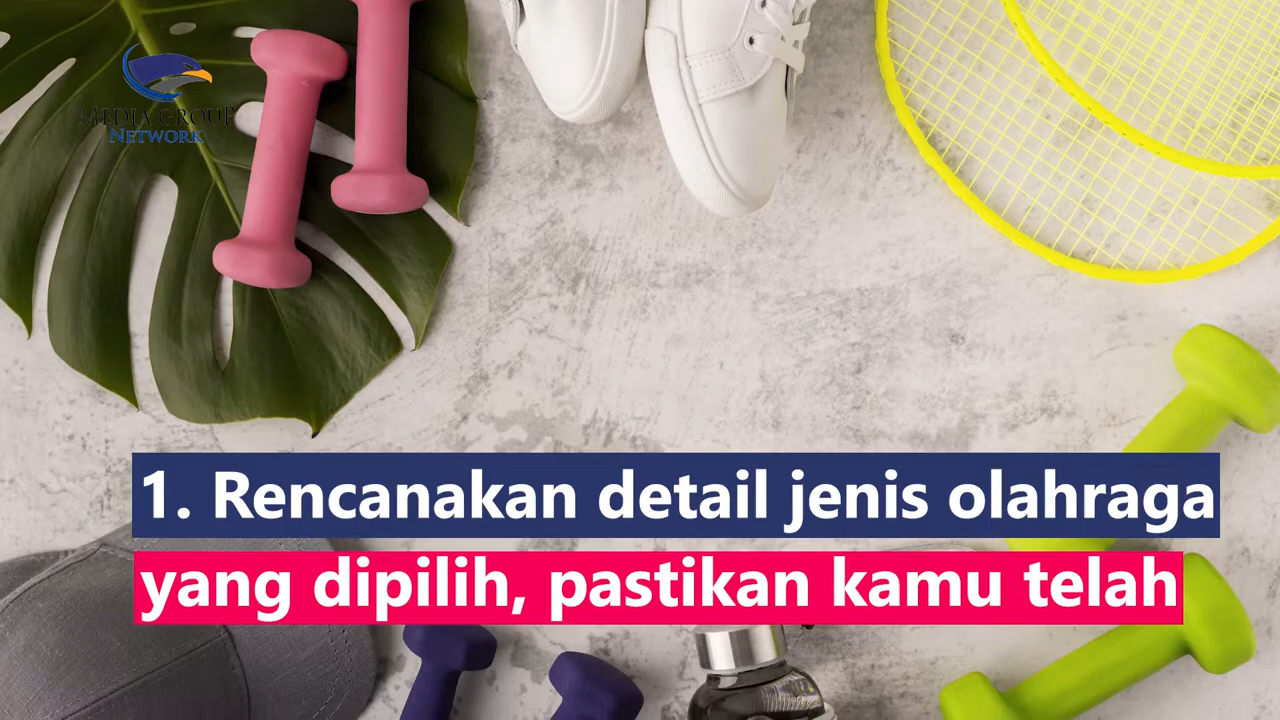 MEDIA GROUP
NETWORK
1. Rencanakan detail jenis olahraga
yang dipilih, pastikan kamu telah